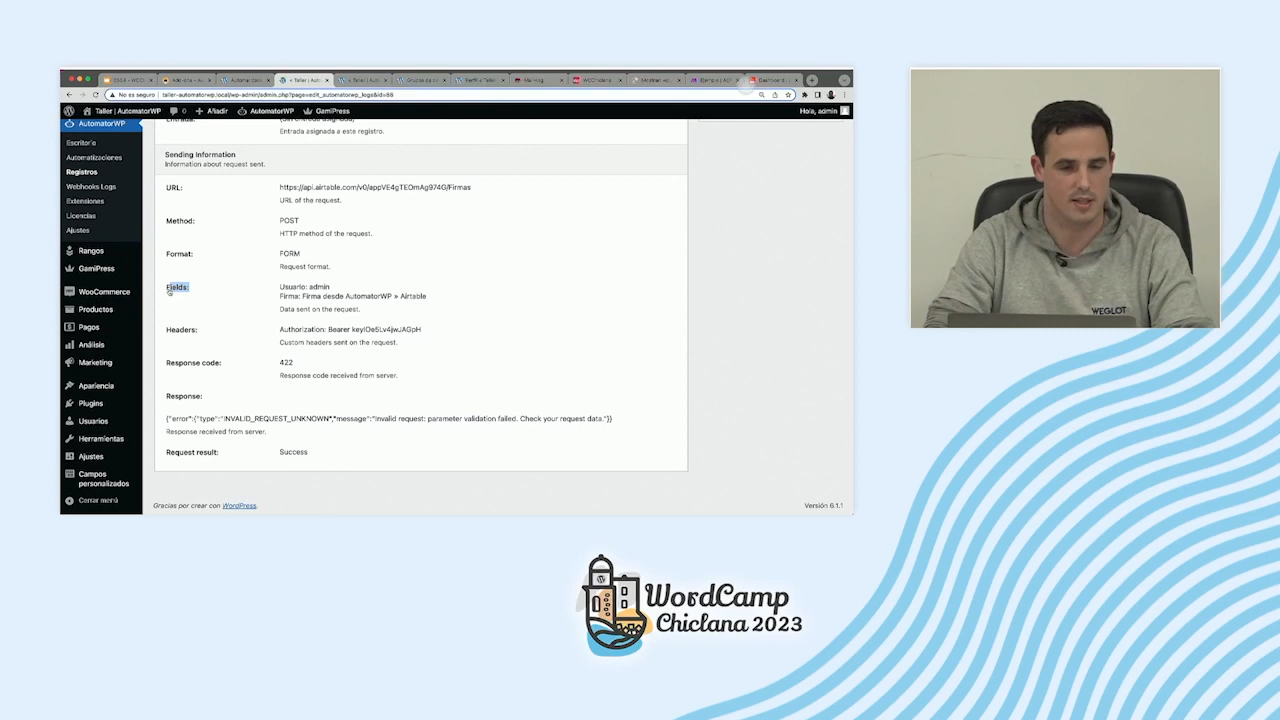 No es seguro | taller-automatorwp.local/wp-admin/admin.php?page=edit_automatorwp_logs&id=88
Taller | AutomatorWP 0 Añadir AutomatorWP GamiPress Hola, admin
AutomatorWP
Escritorio
Automatizaciones
Registros
Webhooks Logs
Extensiones
Licencias
Ajustes
Rangos
GamiPress
WooCommerce
Productos
Pagos
Análisis
Marketing
Apariencia
Plugins
Usuarios
Herramientas
Ajustes
Campos
personalizados
Cerrar menú
Entrada asignada a este registro.
Sending Information
Information about request sent.
URL: https://api.airtable.com/v0/appVE4gTEOmAg974G/Firmas
URL of the request.
Method: POST
HTTP method of the request.
Format: FORM
Request format.
Fields: Usuario: admin
Firma: Firma desde AutomatorWP » Airtable
Data sent on the request.
Headers: Authorization: Bearer keyIOe5Lv4jwJAGpH
Custom headers sent on the request.
Response code: 422
Response code received from server.
Response:
{"error":{"type":"INVALID_REQUEST_UNKNOWN","message":"Invalid request: parameter validation failed. Check your request data."}}
Response received from server.
Request result: Success
Gracias por crear con WordPress. Versión 6.1.1
WEGLOT
WordCamp
Chiclana 2023